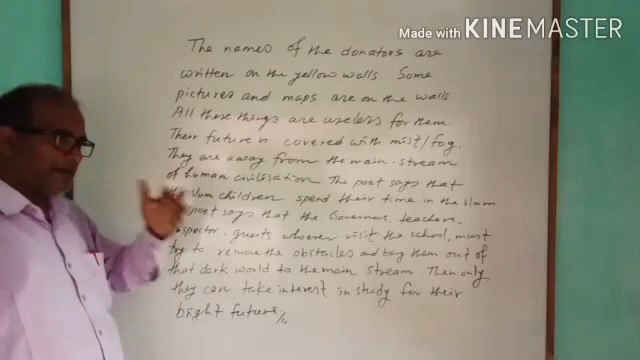 Made with KINEMASTER
The names of the donators are
written on the yellow walls Some
pictures and maps are on the walls
All these things are useless for them
Their future is covered with mist/fog.
They are away from the main-stream
of human civilisation The poet says that
slum children spend their time in the slum
poet says that the Governors, teachers.
inspector. guests whoever visit the school, must
try to remove the obstacles and bring them out of
that dark world to the main stream. Then only
they can take interest in study for their
bright future